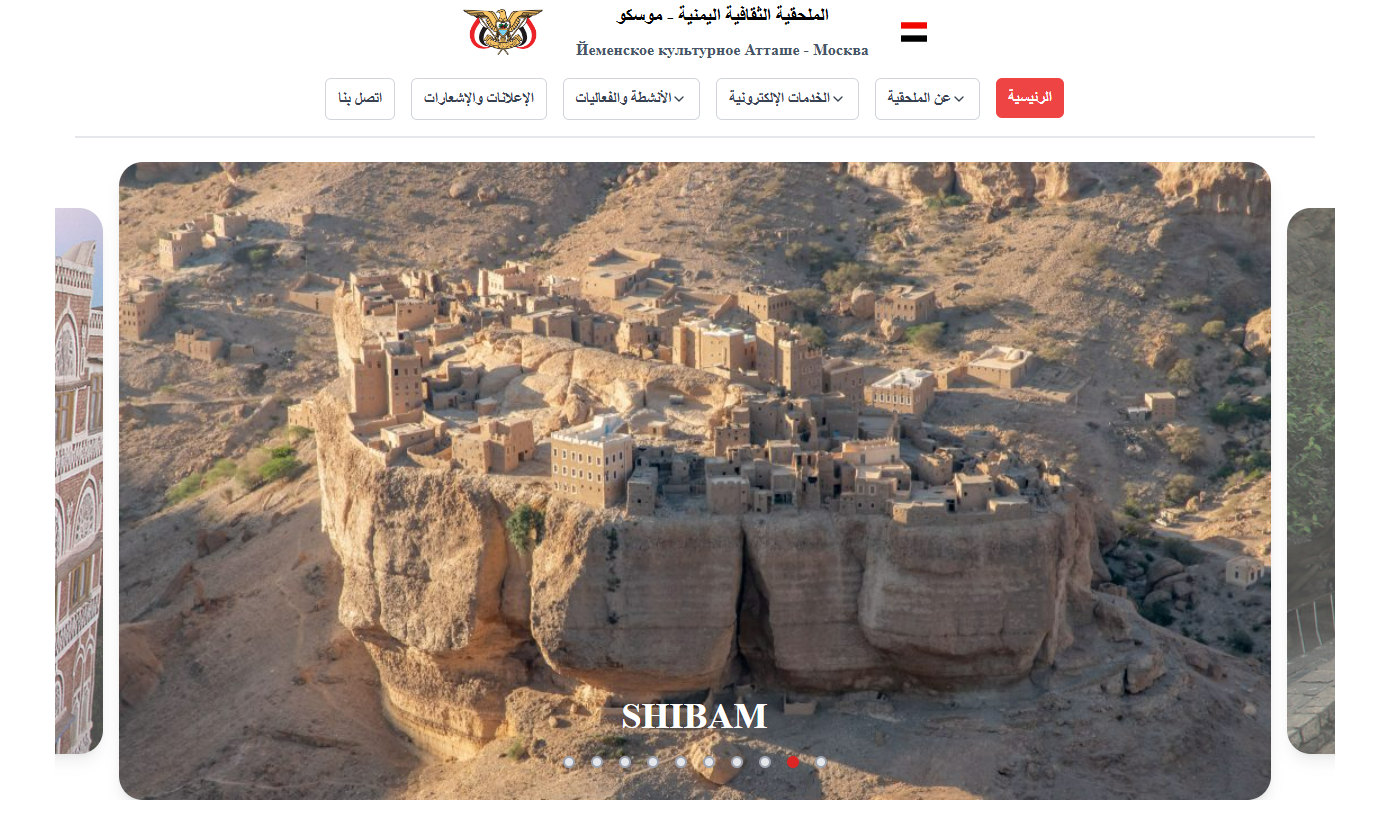 الملحقية الثقافية اليمنية - موسكو
Йеменское культурное Атташе - Москва
الرئيسية
عن الملحقية
الخدمات الإلكترونية
الأنشطة والفعاليات
الإعلانات والإشعارات
اتصل بنا
SHIBAM